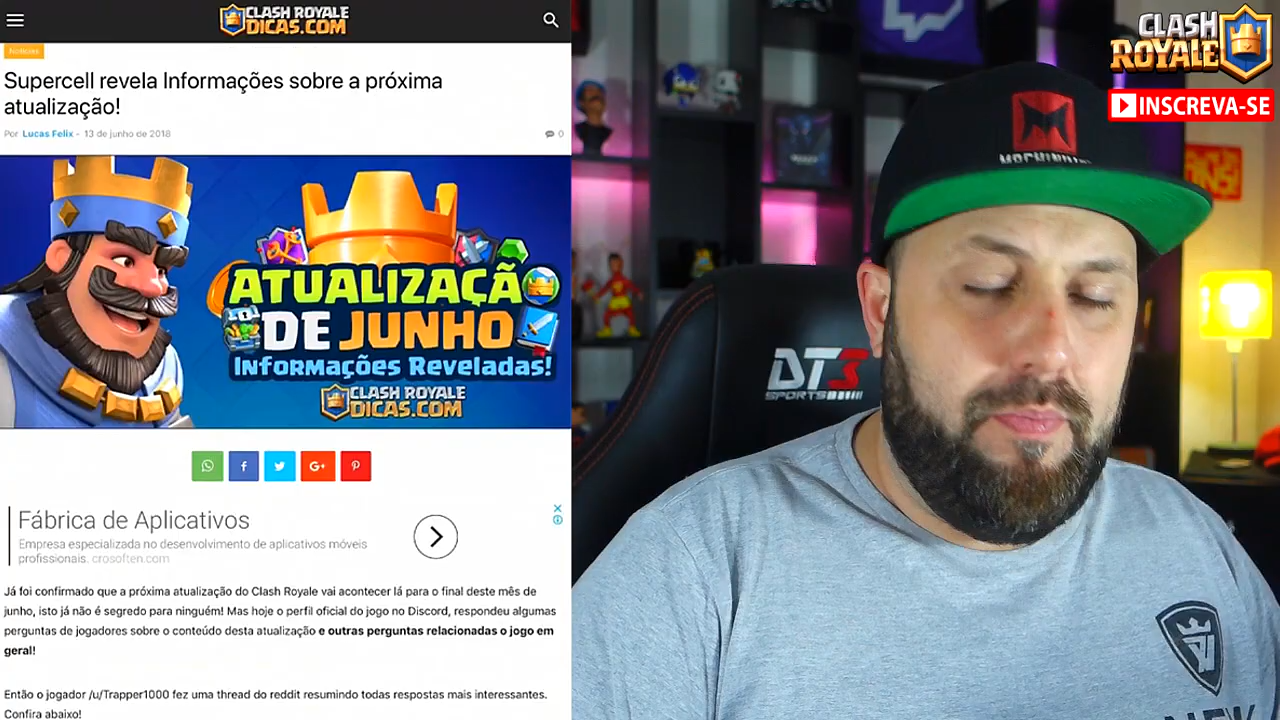 CLASH ROYALE
DICAS.COM
Notícias
Supercell revela Informações sobre a próxima
atualização!
Por Lucas Felix - 13 de junho de 2018
0
ATUALIZAÇÃO
DE JUNHO
Informações Reveladas!
CLASH ROYALE
DICAS.COM
Fábrica de Aplicativos
Empresa especializada no desenvolvimento de aplicativos móveis
profissionais. crosoften.com
Já foi confirmado que a próxima atualização do Clash Royale vai acontecer lá para o final deste mês de
junho, isto já não é segredo para ninguém! Mas hoje o perfil oficial do jogo no Discord, respondeu algumas
perguntas de jogadores sobre o conteúdo desta atualização e outras perguntas relacionadas o jogo em
geral!
Então o jogador /u/Trapper1000 fez uma thread do reddit resumindo todas respostas mais interessantes.
Confira abaixo!
CLASH
ROYALE
INSCREVA-SE
DT3
SPORTS